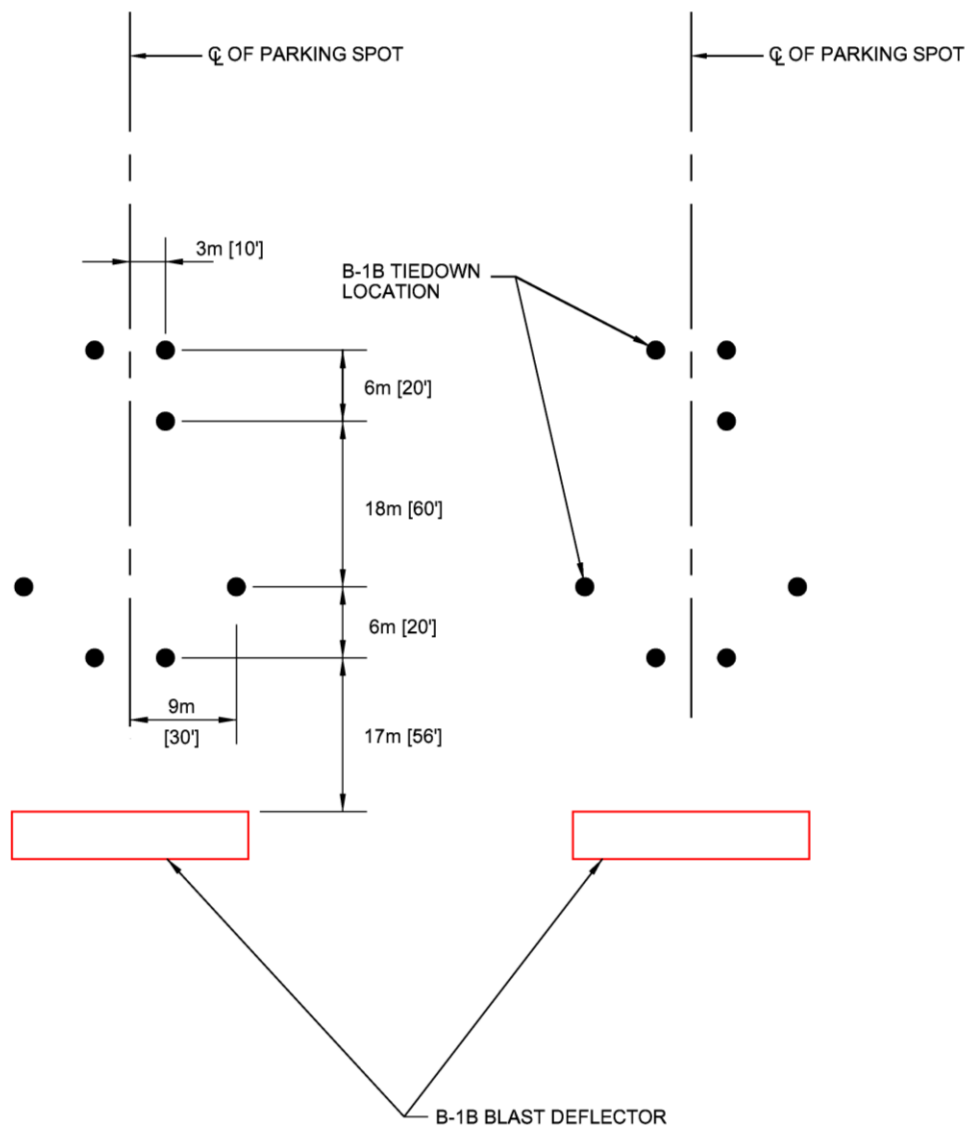 ℄ OF PARKING SPOT
℄ OF PARKING SPOT
3m [10']
B-1B TIEDOWN
LOCATION
6m [20']
18m [60']
6m [20']
9m
[30']
17m [56']
B-1B BLAST DEFLECTOR